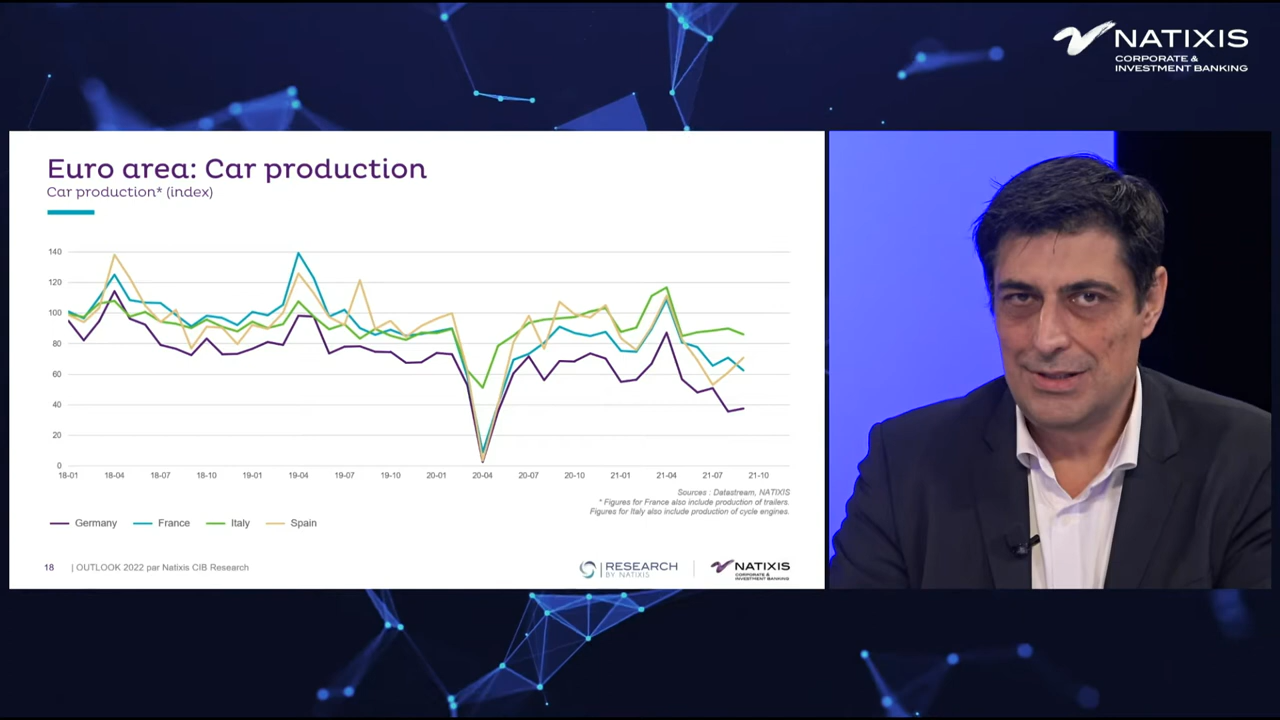 NATIXIS
CORPORATE &
INVESTMENT BANKING
Euro area: Car production
Car production* (index)
140
120
100
80
60
40
20
0
18-01 18-04 18-07 18-10 19-01 19-04 19-07 19-10 20-01 20-04 20-07 20-10 21-01 21-04 21-07 21-10
Sources : Datastream, NATIXIS
* Figures for France also include production of trailers.
Figures for Italy also include production of cycle engines.
Germany France Italy Spain
18 | OUTLOOK 2022 par Natixis CIB Research
RESEARCH
BY NATIXIS
NATIXIS
CORPORATE &
INVESTMENT BANKING